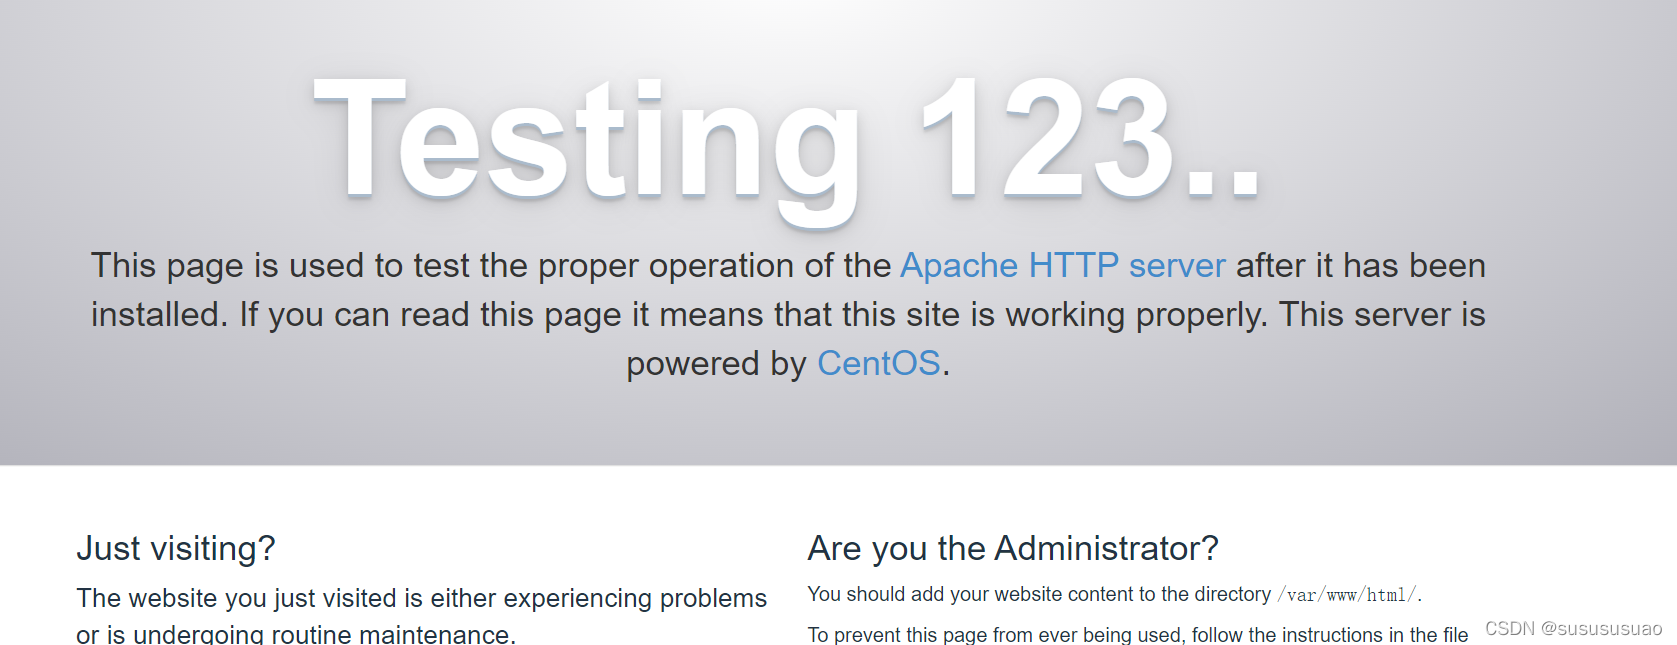 Testing 123..
This page is used to test the proper operation of the Apache HTTP server after it has been
installed. If you can read this page it means that this site is working properly. This server is
powered by CentOS.
Just visiting?
The website you just visited is either experiencing problems
or is undergoing routine maintenance.
Are you the Administrator?
You should add your website content to the directory /var/www/html/.
To prevent this page from ever being used, follow the instructions in the file
CSDN @susususuao